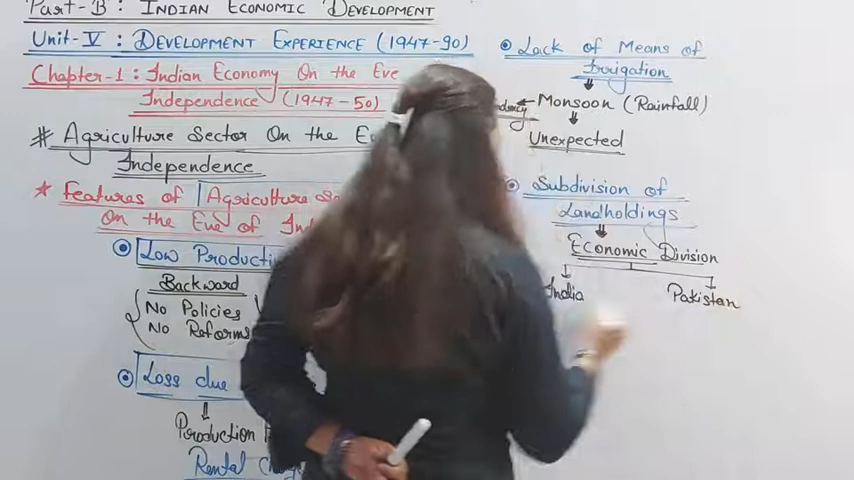 Part-B: Indian Economic Development
Unit-V: Development Experience (1947-90)
Chapter-1: Indian Economy On the Eve
Independence (1947-50)
# Agriculture Sector On the
Independence
* Features of Agriculture
On the Eve of
Low
Backward
No Policies
No Reforms
Loss due
Production
Rental
Lack of Means of
Irrigation
Monsoon (Rainfall)
Unexpected
Subdivision of
Landholdings
Economic Division
India
Pakistan